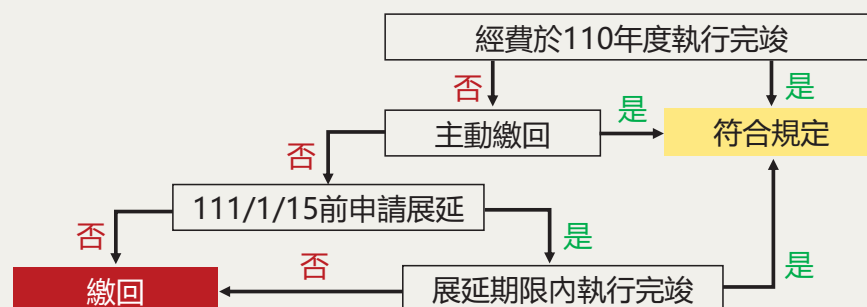 經費於110年度執行完竣
否
是
主動繳回
是
符合規定
否
111/1/15前申請展延
否
是
是
繳回
否
展延期限內執行完竣